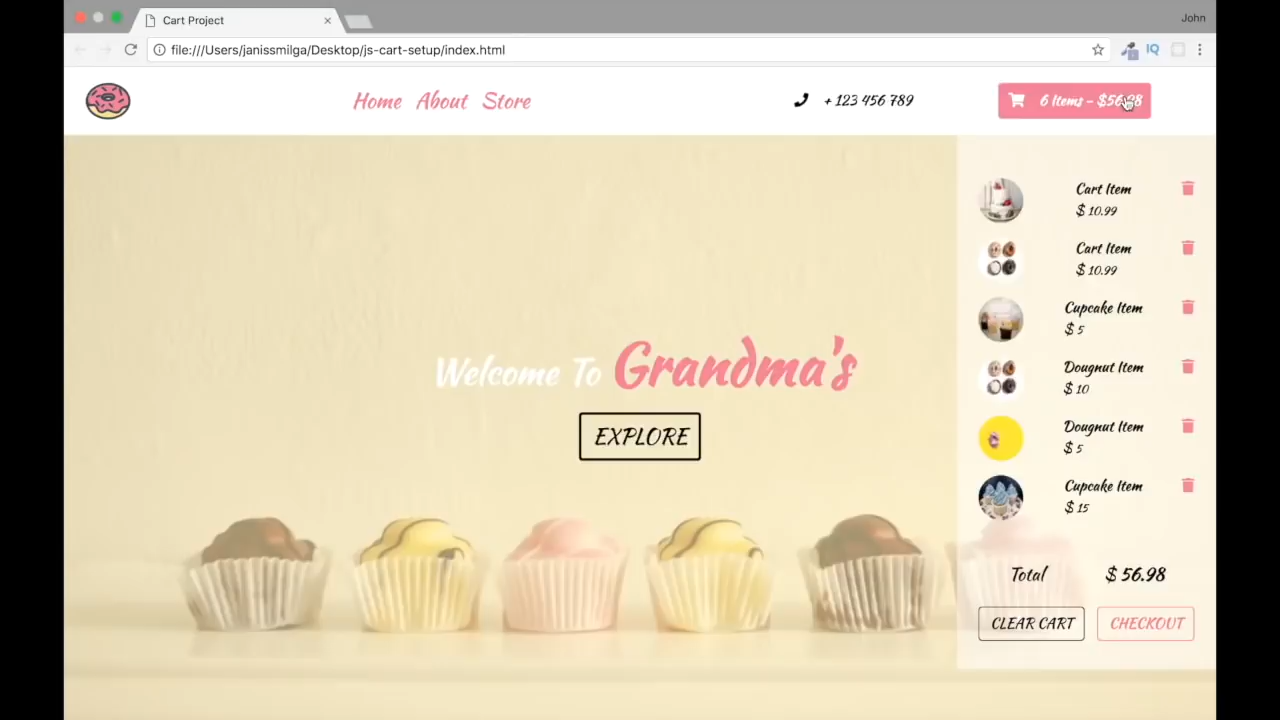 Cart Project
John
file:///Users/janissmilga/Desktop/js-cart-setup/index.html
IQ
Home About Store
+ 123 456 789
6 Items - $56.98
Cart Item
$ 10.99
Cart Item
$ 10.99
Cupcake Item
$ 5
Dougnut Item
$ 10
Dougnut Item
$ 5
Cupcake Item
$ 15
Welcome To Grandma's
EXPLORE
Total $ 56.98
CLEAR CART CHECKOUT